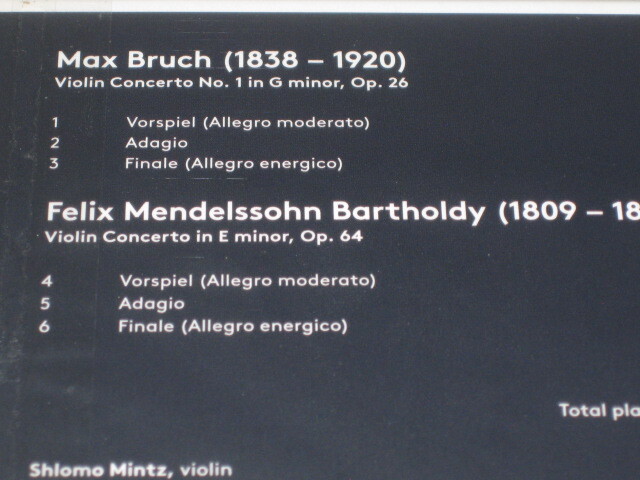 Max Bruch (1838 – 1920)
Violin Concerto No. 1 in G minor, Op. 26
1 Vorspiel (Allegro moderato)
2 Adagio
3 Finale (Allegro energico)
Felix Mendelssohn Bartholdy (1809 – 18
Violin Concerto in E minor, Op. 64
4 Vorspiel (Allegro moderato)
5 Adagio
6 Finale (Allegro energico)
Total pla
Shlomo Mintz, violin